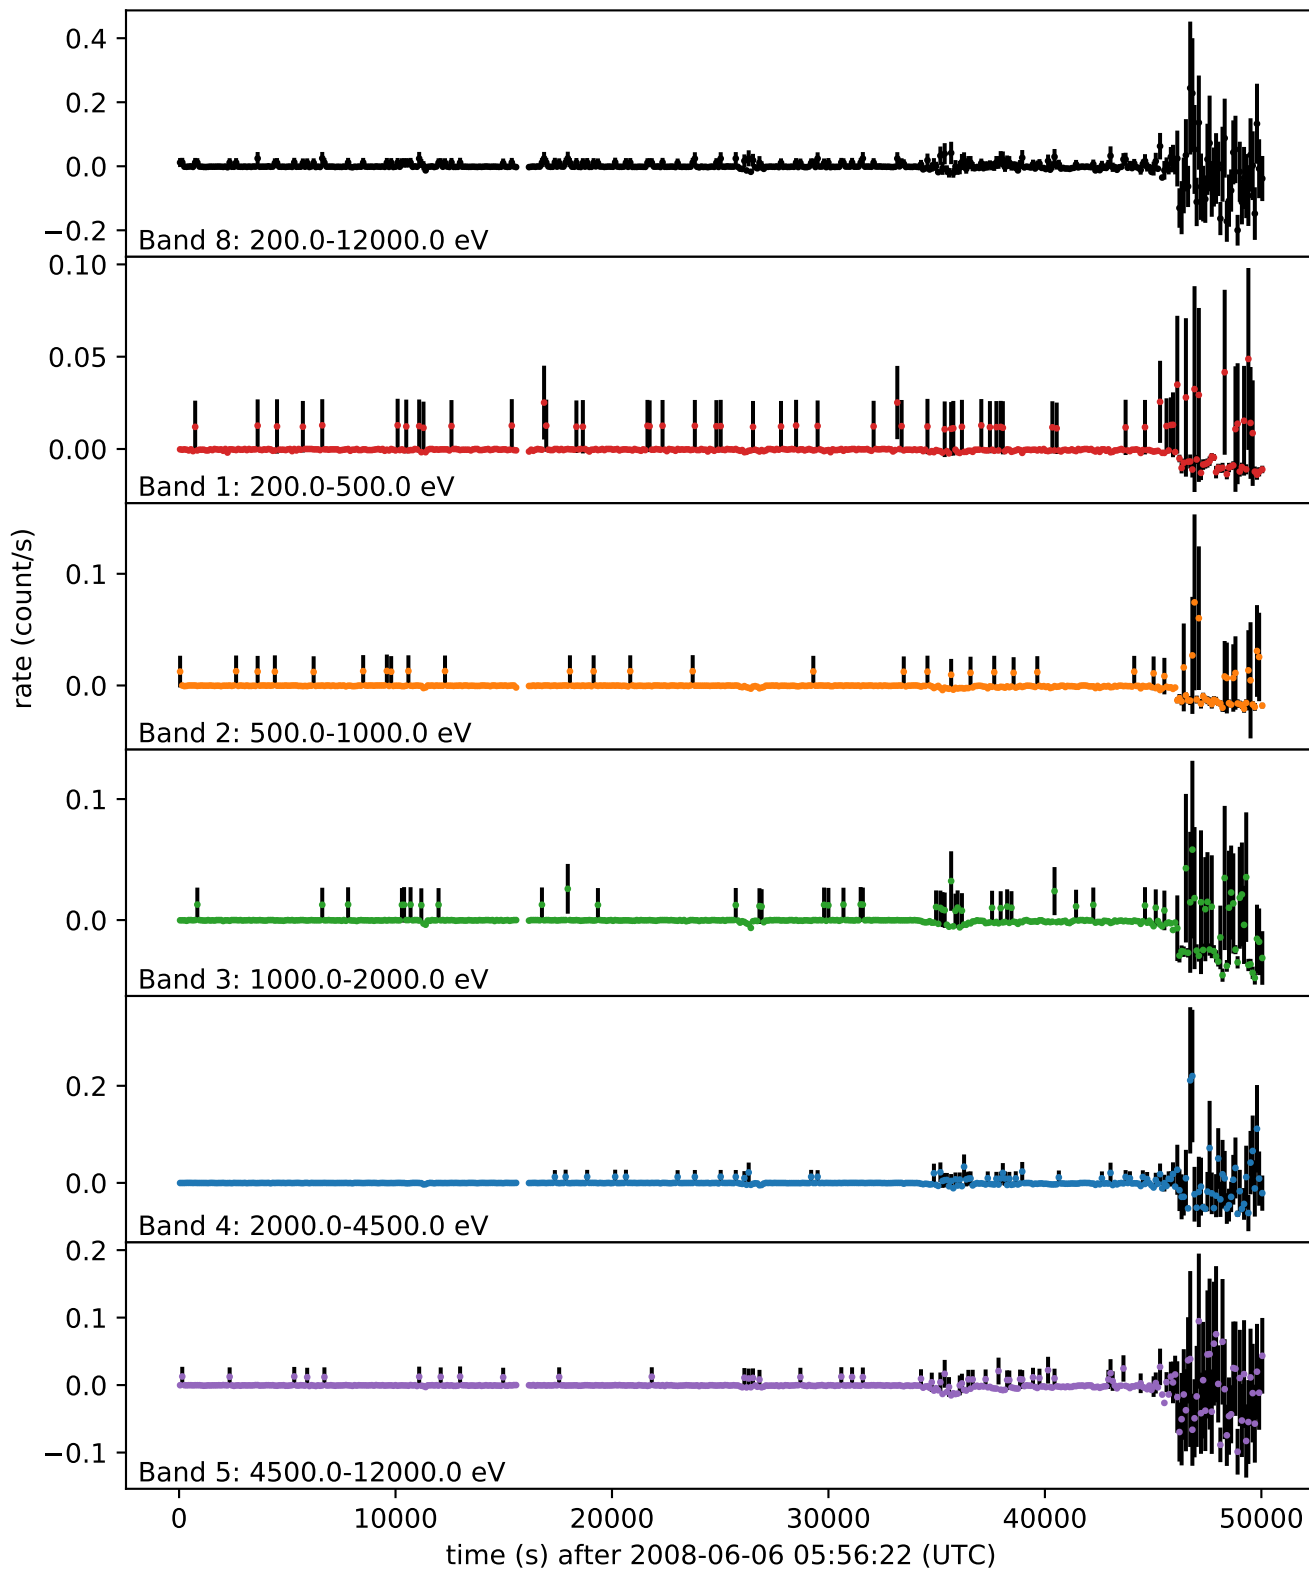 0.4
0.2
0.0
−0.2
Band 8: 200.0-12000.0 eV
0.10
0.05
0.00
Band 1: 200.0-500.0 eV
0.1
0.0
Band 2: 500.0-1000.0 eV
rate (count/s)
0.1
0.0
Band 3: 1000.0-2000.0 eV
0.2
0.0
Band 4: 2000.0-4500.0 eV
0.2
0.1
0.0
−0.1
Band 5: 4500.0-12000.0 eV
0 10000 20000 30000 40000 50000
time (s) after 2008-06-06 05:56:22 (UTC)